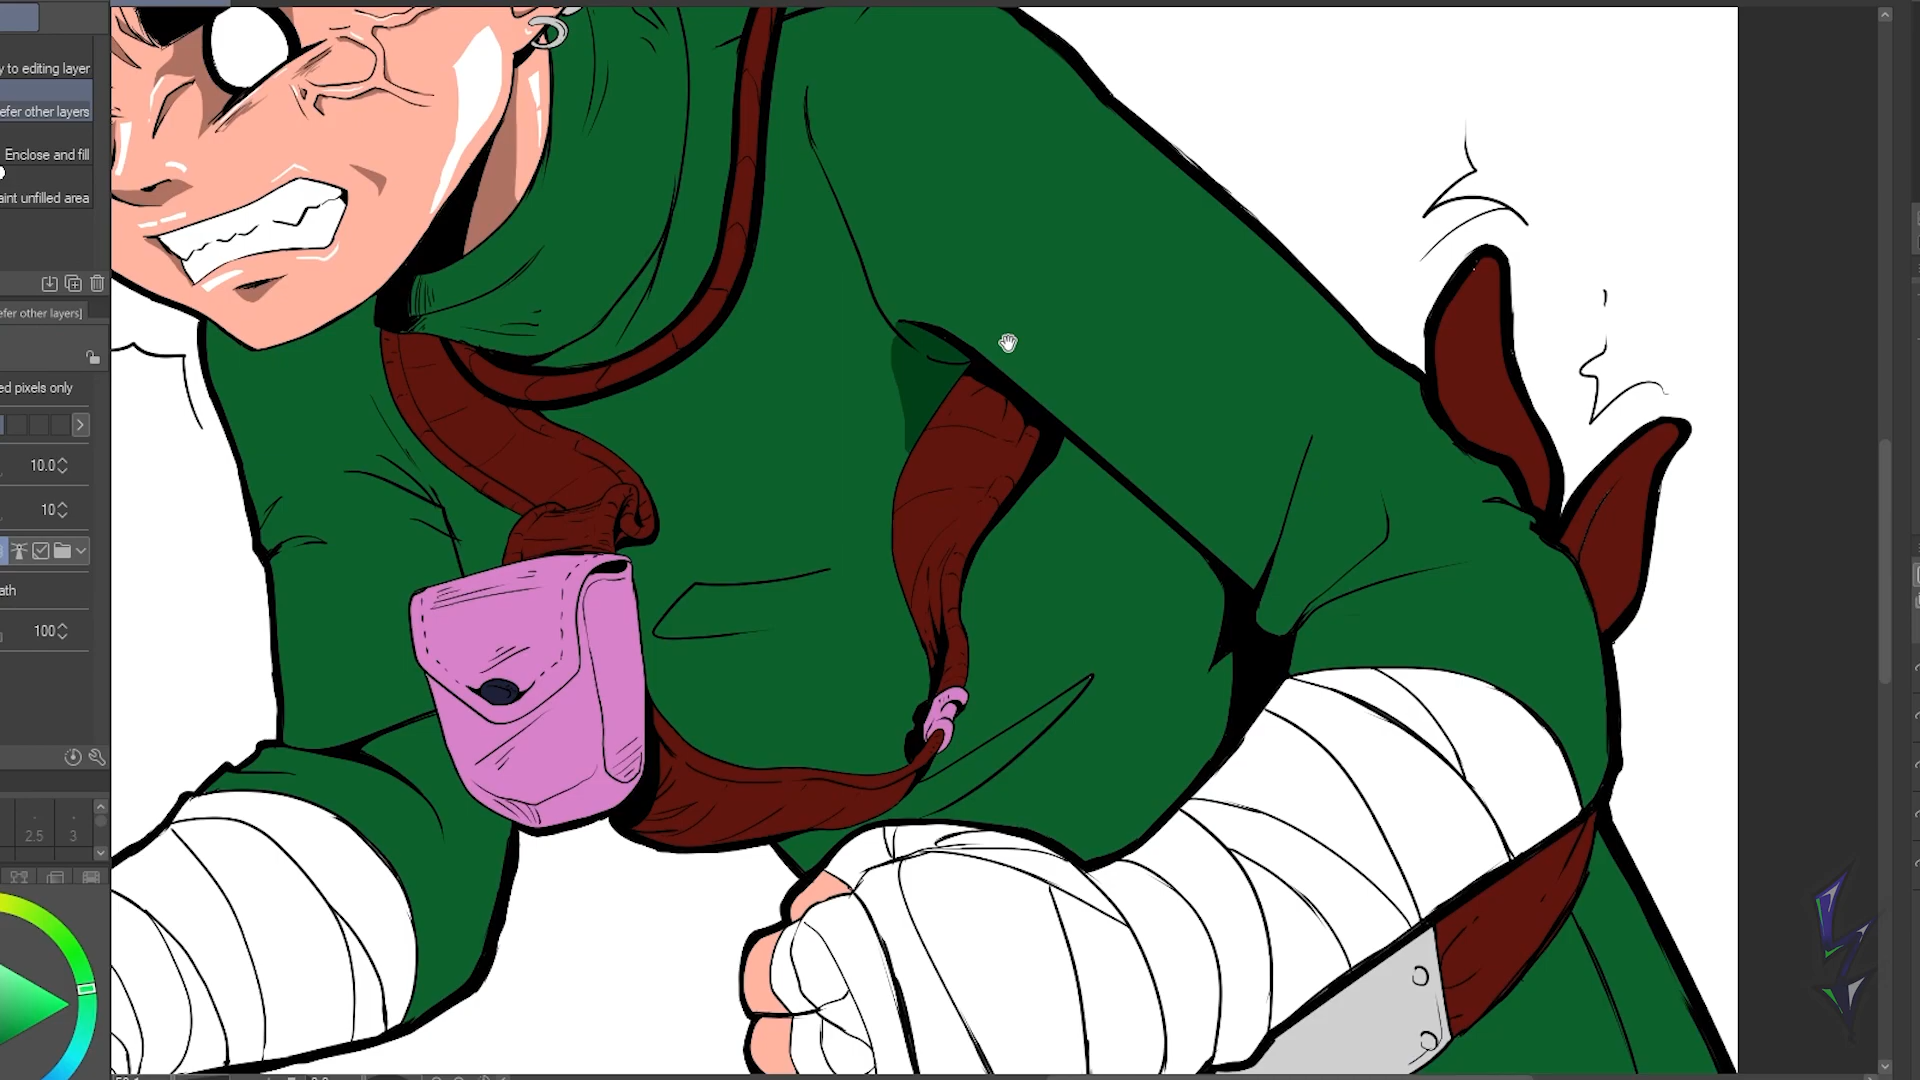 y to editing layer
efer other layers
Enclose and fill
aint unfilled area
efer other layers]
ed pixels only
10.0
10
ath
100
2.5
3